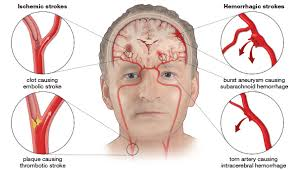 Ischemic strokes
clot causing
embolic stroke
plaque causing
thrombotic stroke
Hemorrhagic strokes
burst aneurysm causing
subarachnoid hemorrhage
torn artery causing
intracerebral hemorrhage